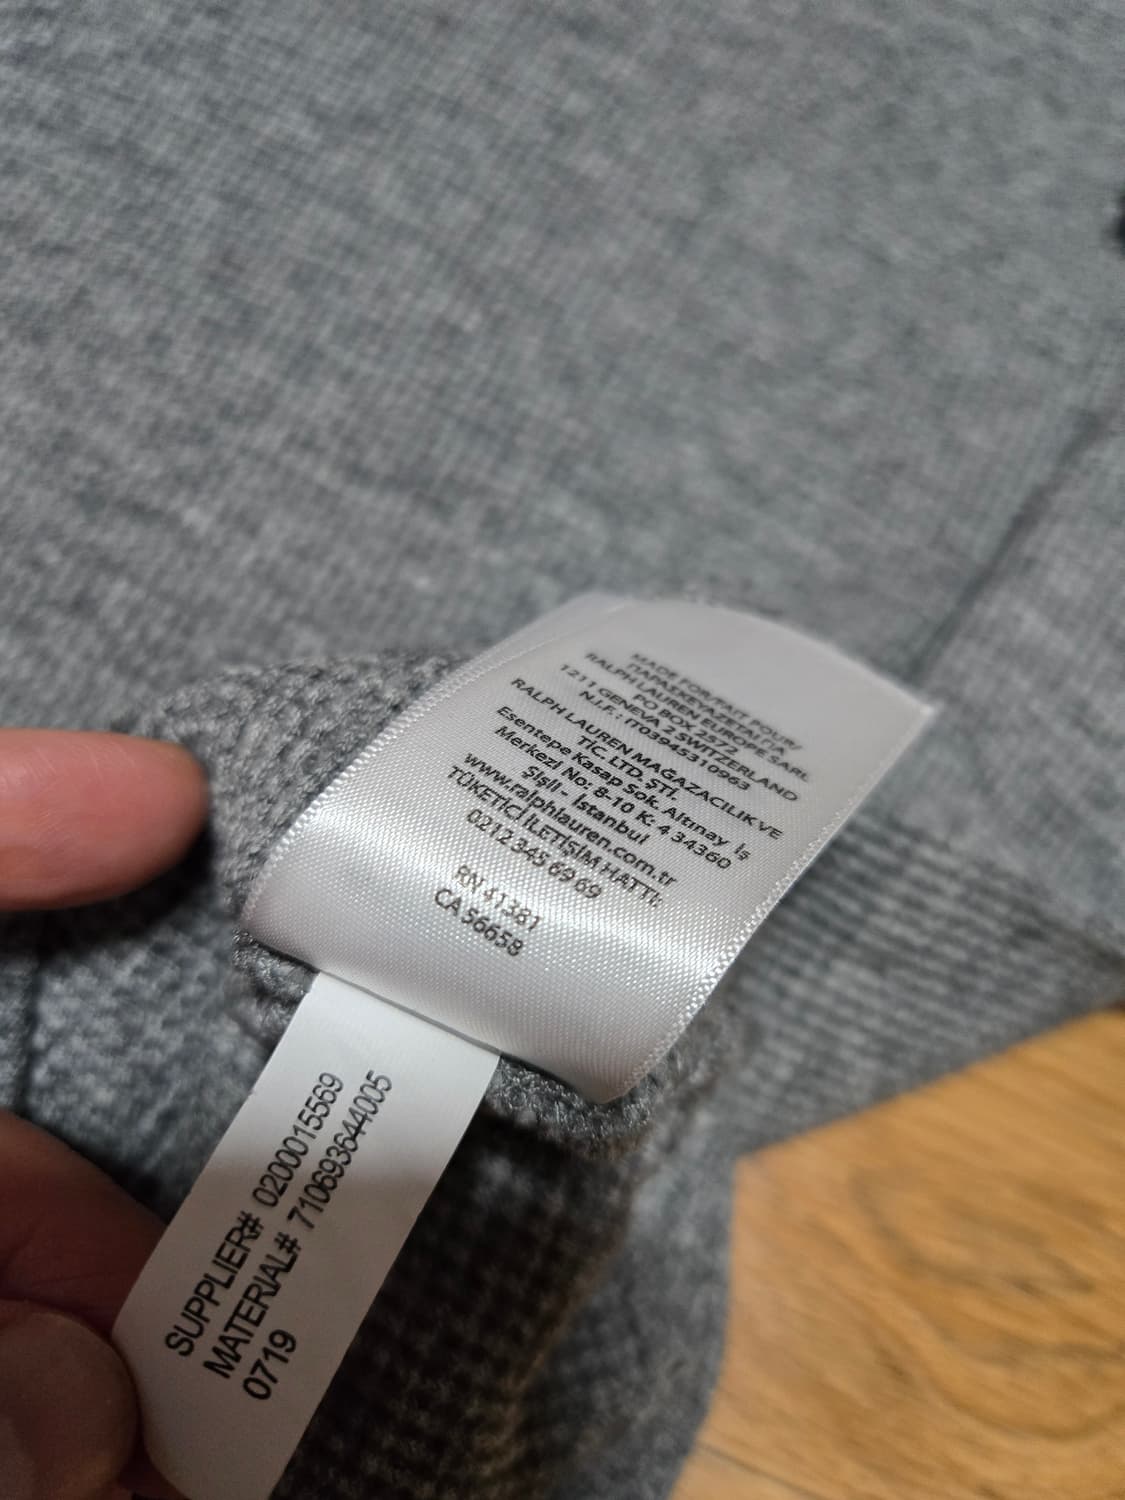 MADE FOR/FAIT POUR/
ΠΑΡΑΣΚΕΥΑΖΕΤΑΙ ΓΙΑ
RALPH LAUREN EUROPE SARL
PO BOX 2572
1211 GENEVA 2 SWITZERLAND
N.I.F.: IT03945310963
RALPH LAUREN MAĞAZACILIK VE
TİC. LTD. ŞTİ.
Esentepe Kasap Sok. Altınay İş
Merkezi No: 8-10 K: 4 34360
Şişli - İstanbul
www.ralphlauren.com.tr
TÜKETİCİ İLETİŞİM HATTI:
0212 345 69 69
RN 41381
CA 56658
SUPPLIER# 0200015569
MATERIAL# 710693644005
0719